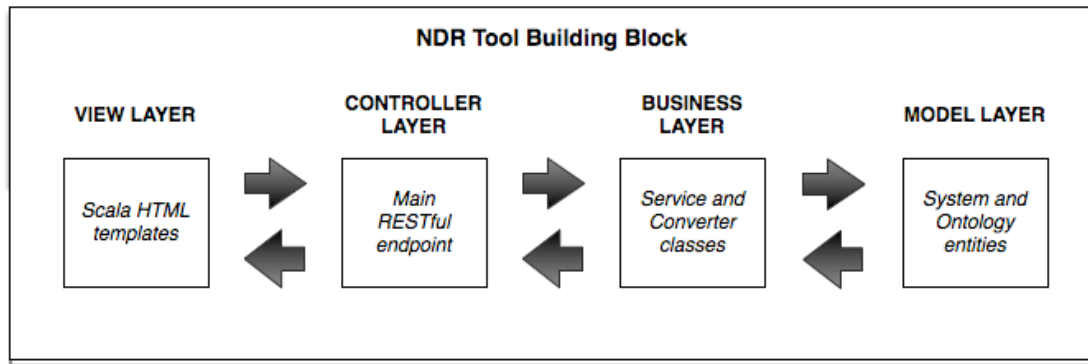 NDR Tool Building Block
VIEW LAYER
CONTROLLER
LAYER
BUSINESS
LAYER
MODEL LAYER
Scala HTML
templates
Main
RESTful
endpoint
Service and
Converter
classes
System and
Ontology
entities